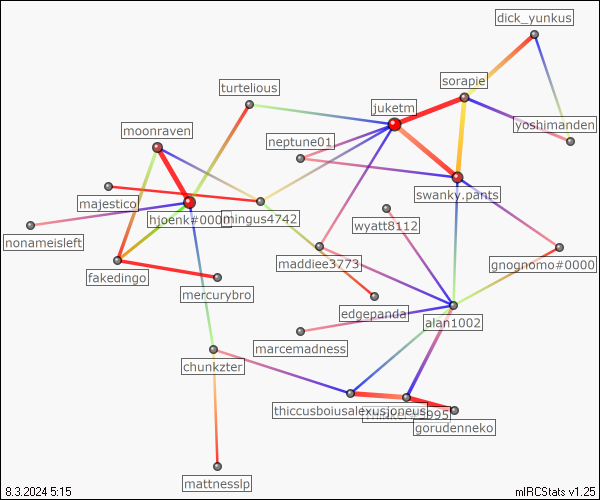 dick_yunkus
sorapie
turtelious
juketm
yoshimanden
moonraven
neptune01
swanky.pants
majestico
hjoenk#0000
mingus4742
wyatt8112
nonameisleft
maddiee3773
gnognomo#0000
fakedingo
mercurybro
edgepanda
alan1002
marcemadness
chunkzter
thiccusboiusalexusjoneus
gorudenneko
mattnesslp
8.3.2024 5:15
mIRCStats v1.25